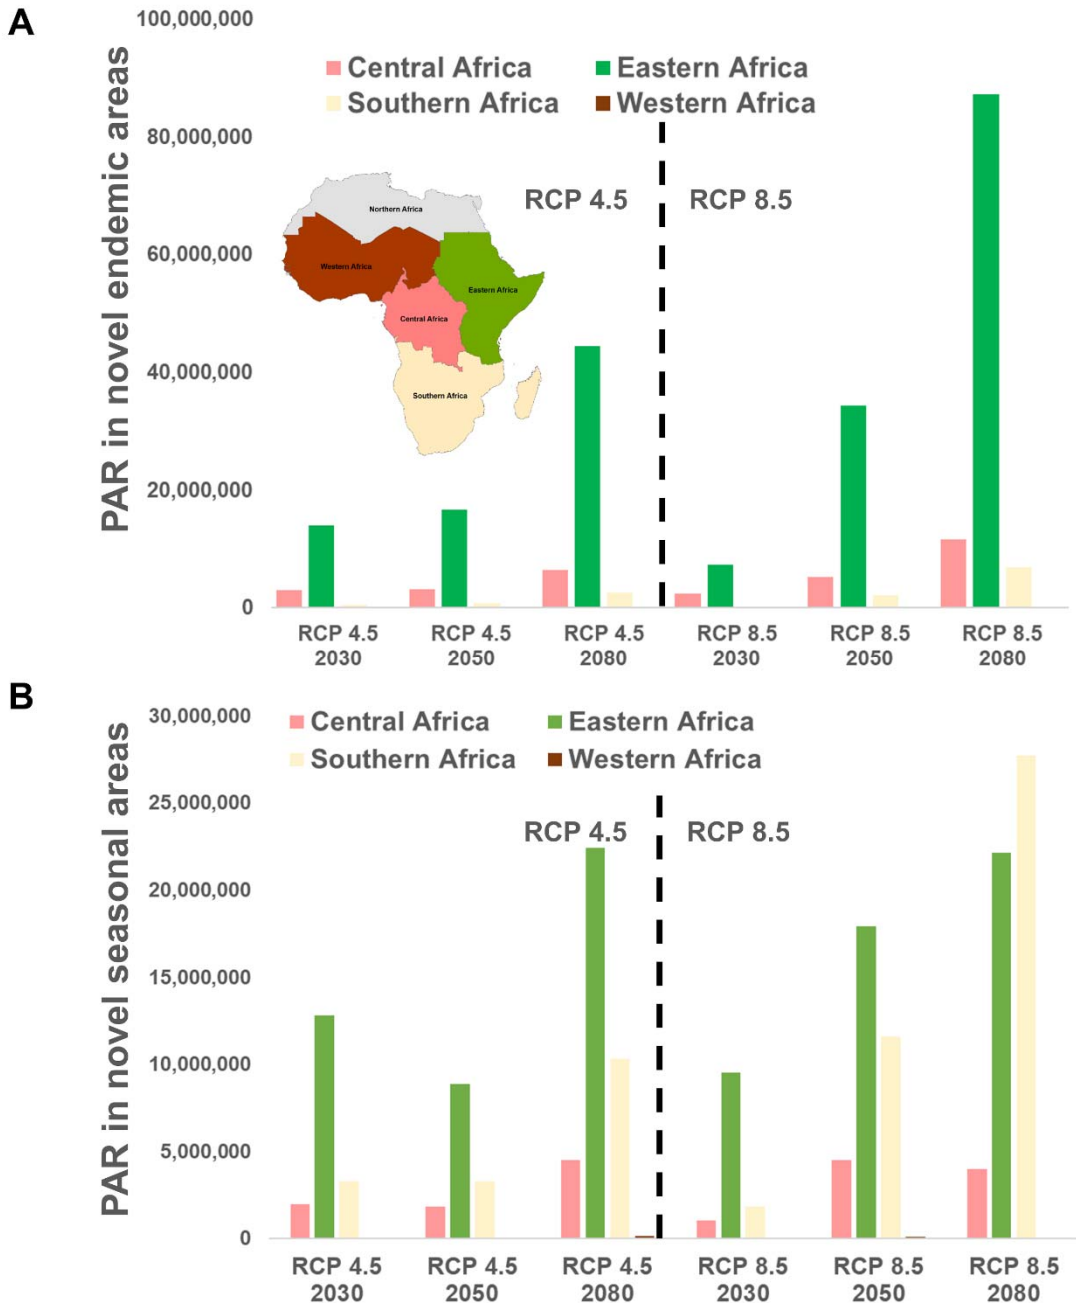 A
PAR in novel endemic areas
100,000,000
80,000,000
60,000,000
40,000,000
20,000,000
0
Central Africa
Eastern Africa
Southern Africa
Western Africa
RCP 4.5
RCP 8.5
Northern Africa
Western Africa
Eastern Africa
Central Africa
Southern Africa
RCP 4.5
2030
RCP 4.5
2050
RCP 4.5
2080
RCP 8.5
2030
RCP 8.5
2050
RCP 8.5
2080
B
PAR in novel seasonal areas
30,000,000
25,000,000
20,000,000
15,000,000
10,000,000
5,000,000
0
Central Africa
Eastern Africa
Southern Africa
Western Africa
RCP 4.5
RCP 8.5
RCP 4.5
2030
RCP 4.5
2050
RCP 4.5
2080
RCP 8.5
2030
RCP 8.5
2050
RCP 8.5
2080